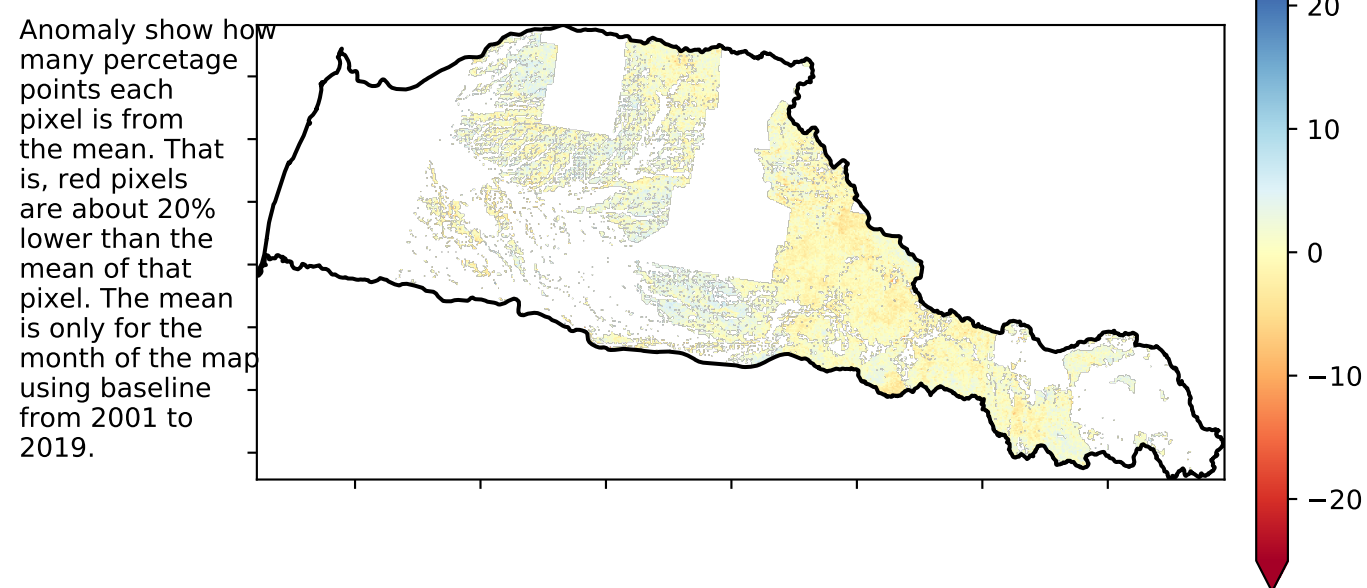 Anomaly show how
many percetage
points each
pixel is from
the mean. That
is, red pixels
are about 20%
lower than the
mean of that
pixel. The mean
is only for the
month of the map
using baseline
from 2001 to
2019.
20
10
0
−10
−20